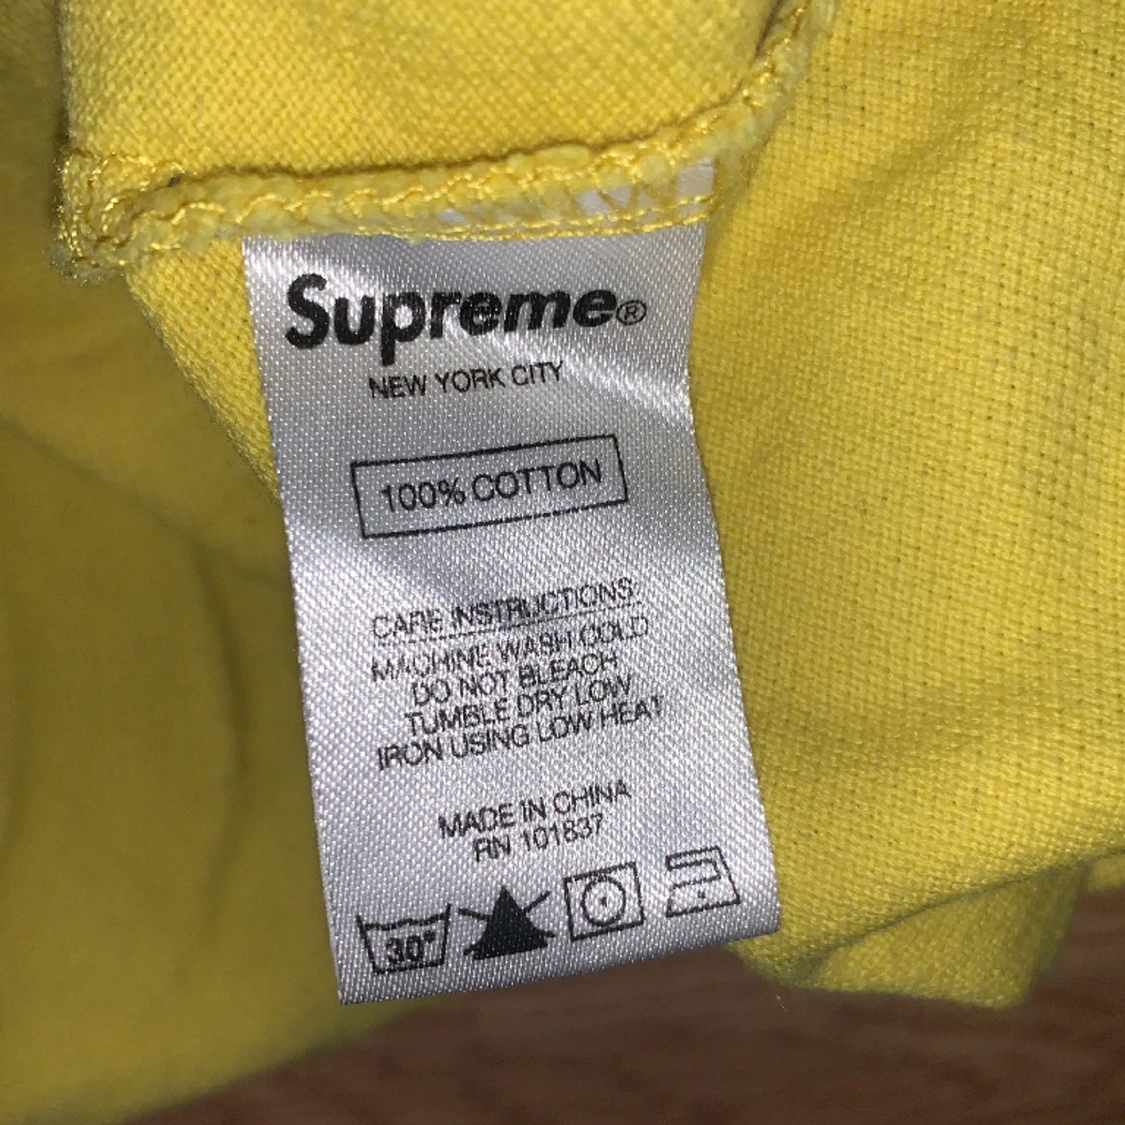 Supreme®
NEW YORK CITY
100% COTTON
CARE INSTRUCTIONS
MACHINE WASH COLD
DO NOT BLEACH
TUMBLE DRY LOW
IRON USING LOW HEAT
MADE IN CHINA
RN 101837
30°